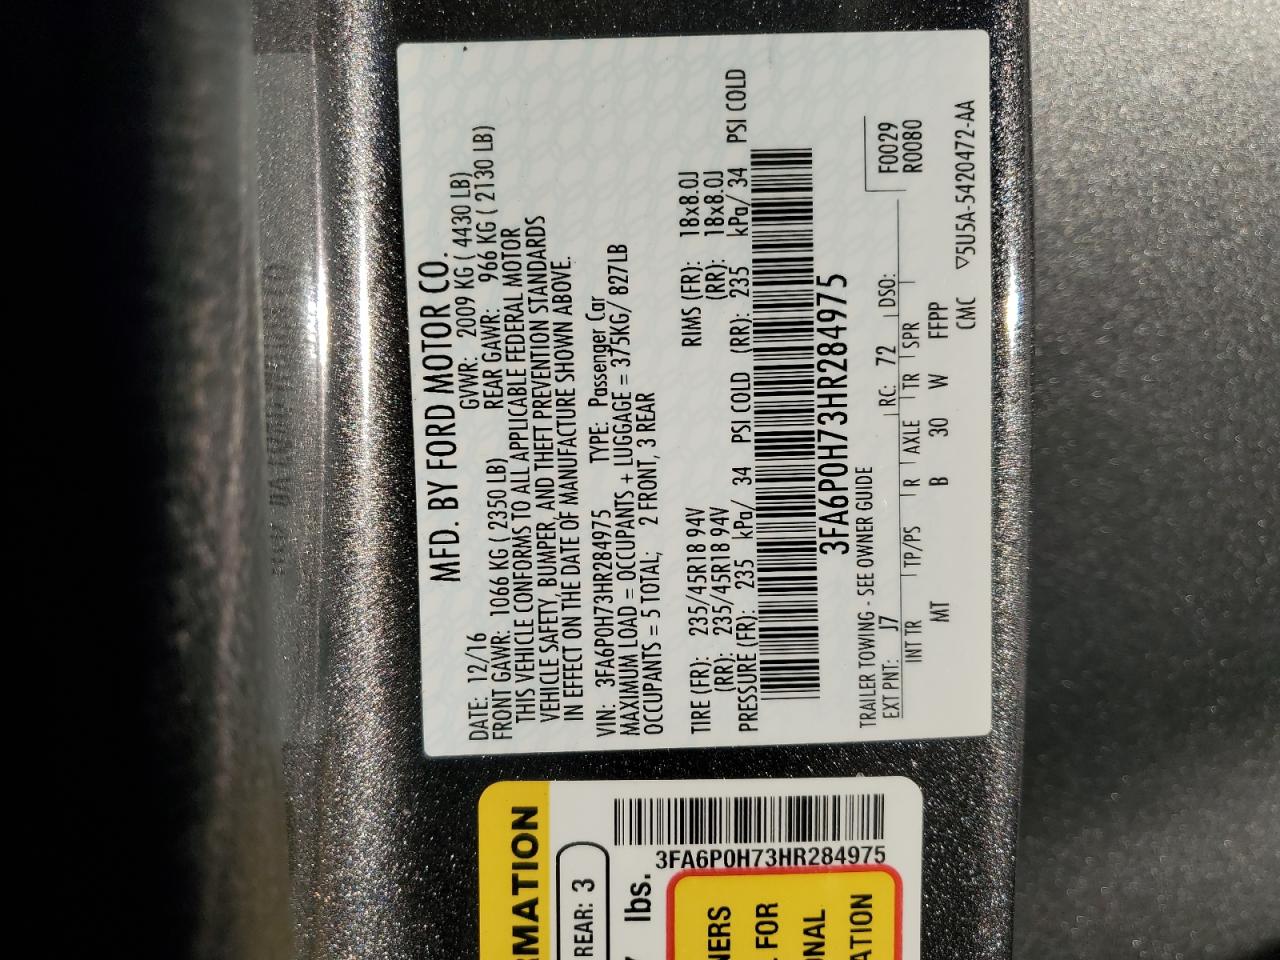 MFD. BY FORD MOTOR CO.
DATE: 12/16 GVWR: 2009 KG ( 4430 LB)
FRONT GAWR: 1066 KG ( 2350 LB) REAR GAWR: 966 KG ( 2130 LB)
THIS VEHICLE CONFORMS TO ALL APPLICABLE FEDERAL MOTOR
VEHICLE SAFETY, BUMPER, AND THEFT PREVENTION STANDARDS
IN EFFECT ON THE DATE OF MANUFACTURE SHOWN ABOVE.
VIN: 3FA6P0H73HR284975 TYPE: Passenger Car
MAXIMUM LOAD = OCCUPANTS + LUGGAGE = 375KG/ 827LB
OCCUPANTS = 5 TOTAL; 2 FRONT, 3 REAR
TIRE (FR): 235/45R18 94V RIMS (FR): 18x8.0J
(RR): 235/45R18 94V (RR): 18x8.0J
PRESSURE (FR): 235 kPa/ 34 PSI COLD (RR): 235 kPa/ 34 PSI COLD
3FA6P0H73HR284975
TRAILER TOWING - SEE OWNER GUIDE
EXT PNT: J7 RC: 72 DSO:
F0029
R0080
INT TR TP/PS R AXLE TR SPR
MT B 30 W FFPP
CMC ▽5U5A-5420472-AA
RMATION
REAR: 3
lbs.
3FA6P0H73HR284975
NERS
FOR
NAL
ATION